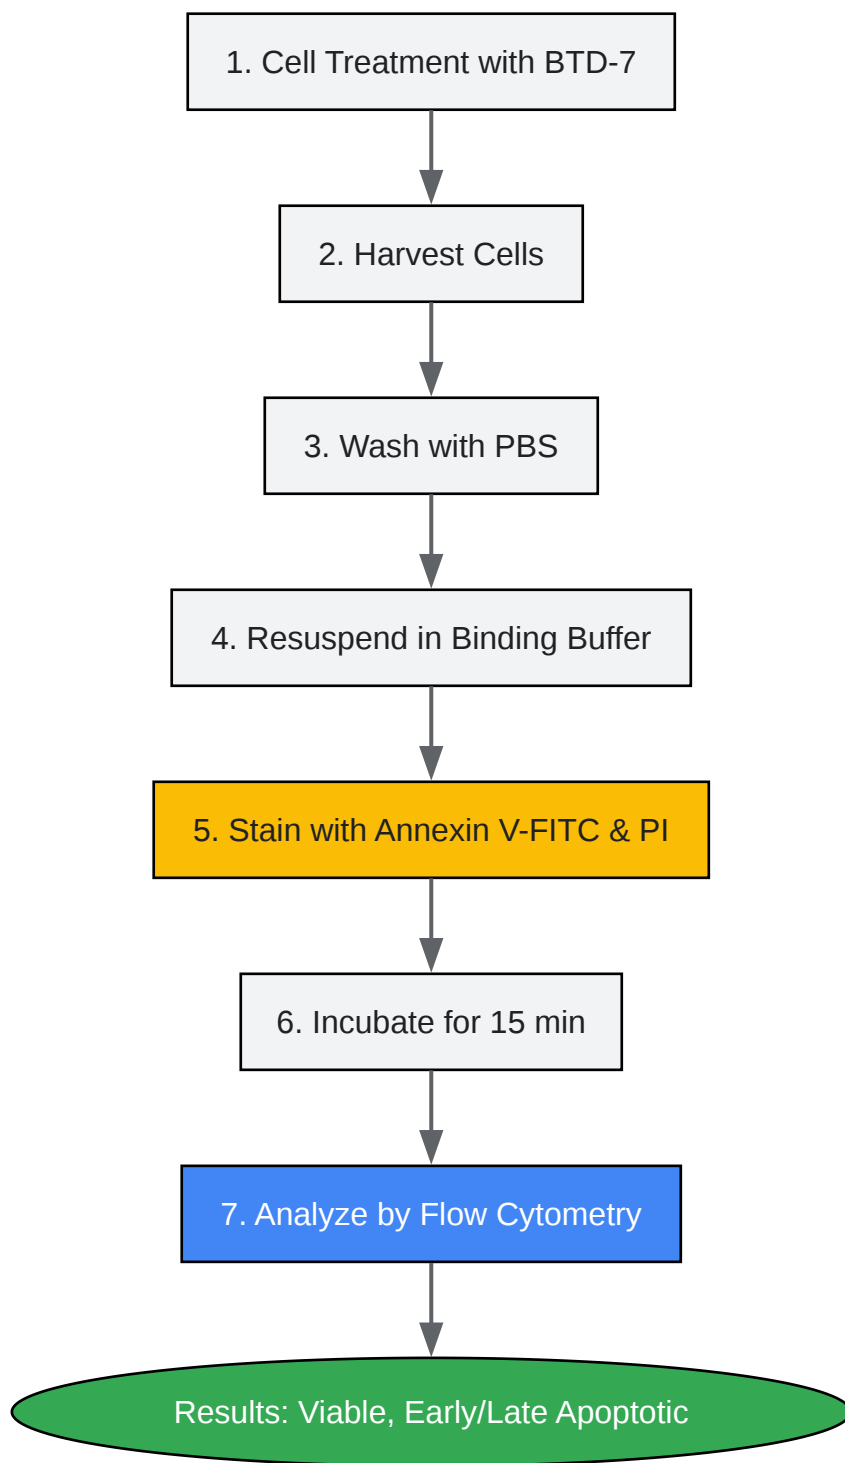 1. Cell Treatment with BTD-7
2. Harvest Cells
3. Wash with PBS
4. Resuspend in Binding Buffer
5. Stain with Annexin V-FITC & PI
6. Incubate for 15 min
7. Analyze by Flow Cytometry
Results: Viable, Early/Late Apoptotic